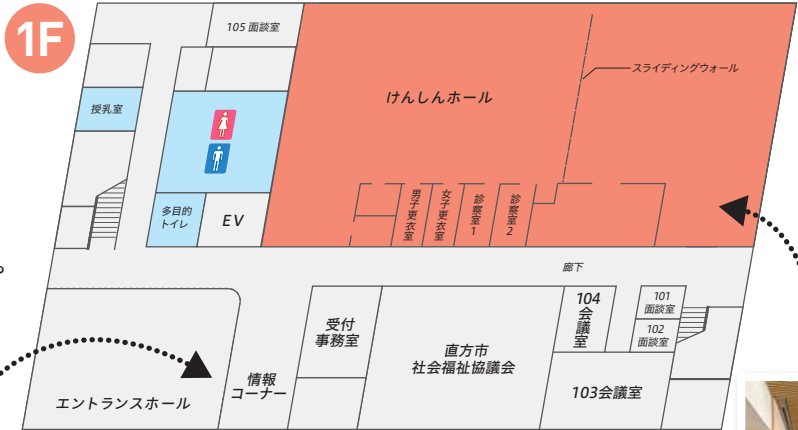 1F
105 面談室
スライディングウォール
けんしんホール
授乳室
多目的
トイレ
EV
男子更衣室
女子更衣室
診察室1
診察室2
。
廊下
104
会議室
101
面談室
102
面談室
受付
事務室
直方市
社会福祉協議会
103会議室
情報
コーナー
エントランスホール